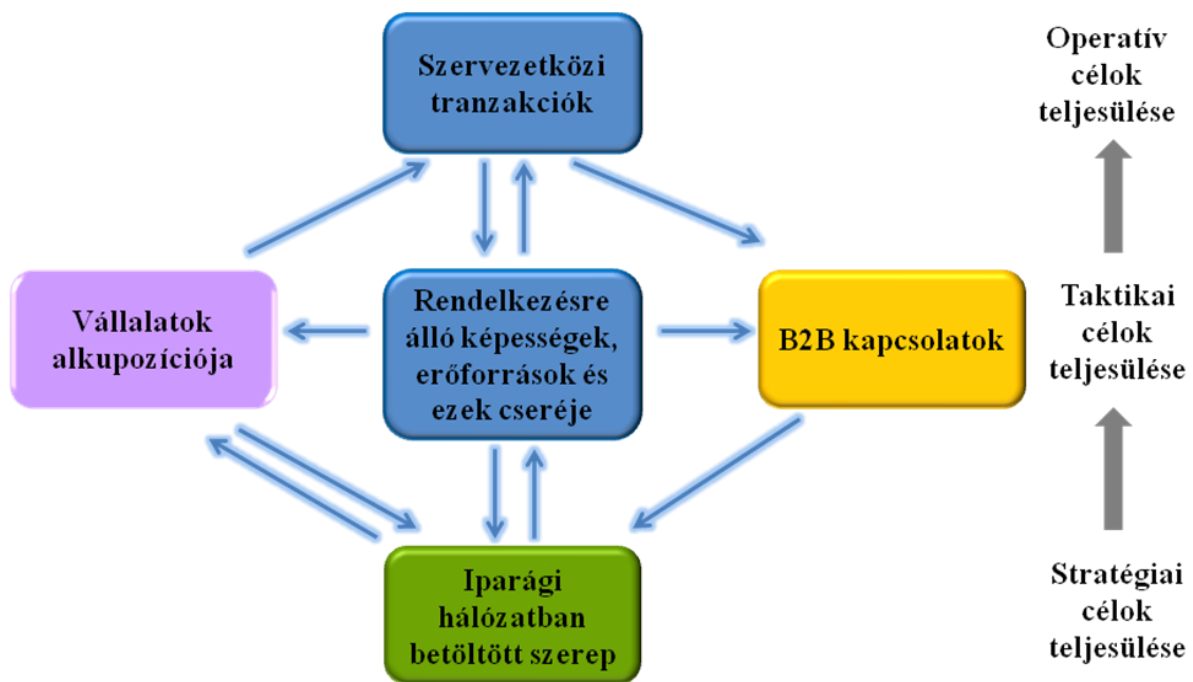 Szervezetközi
tranzakciók
Operatív
célok
teljesülése
Vállalatok
alkupozíciója
Rendelkezésre
álló képességek,
erőforrások és
ezek cseréje
B2B kapcsolatok
Taktikai
célok
teljesülése
Iparági
hálózatban
betöltött szerep
Stratégiai
célok
teljesülése